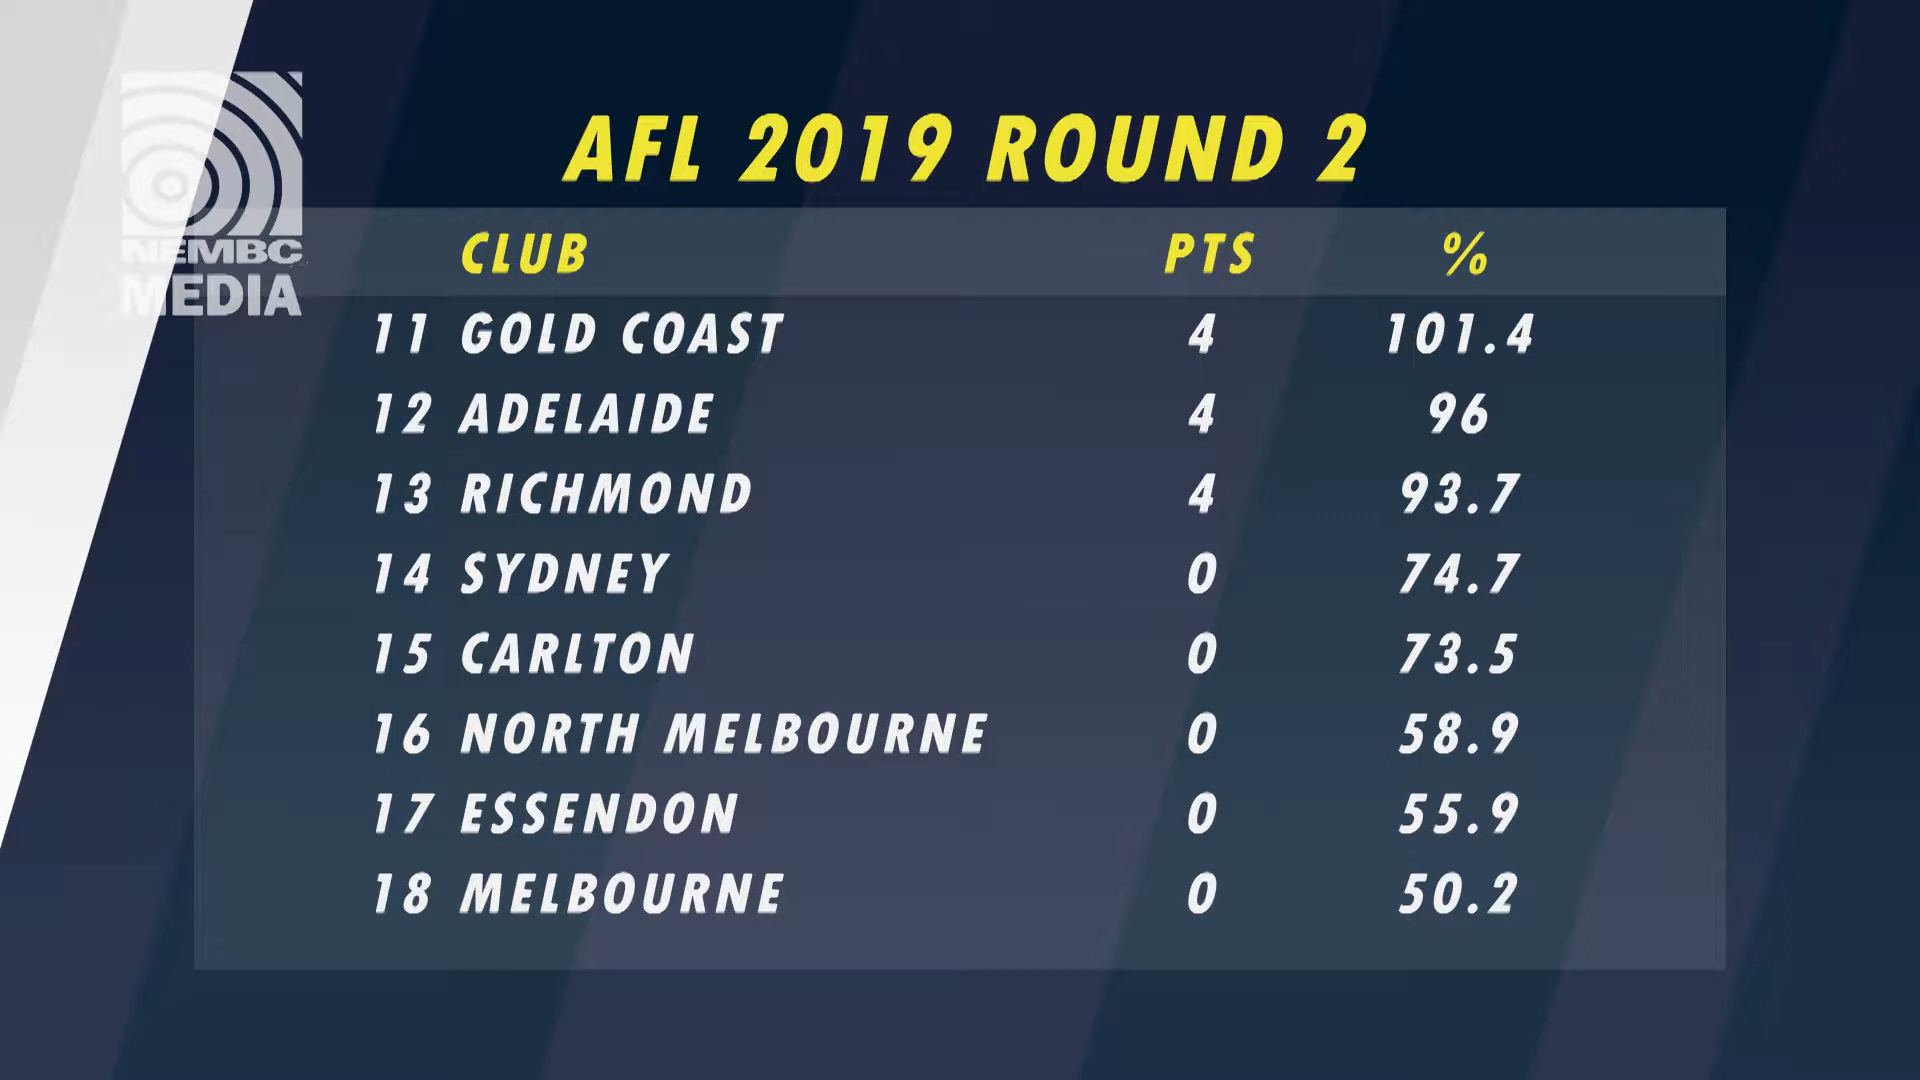 NEMBC
MEDIA
AFL 2019 ROUND 2
CLUB PTS %
11 GOLD COAST 4 101.4
12 ADELAIDE 4 96
13 RICHMOND 4 93.7
14 SYDNEY 0 74.7
15 CARLTON 0 73.5
16 NORTH MELBOURNE 0 58.9
17 ESSENDON 0 55.9
18 MELBOURNE 0 50.2